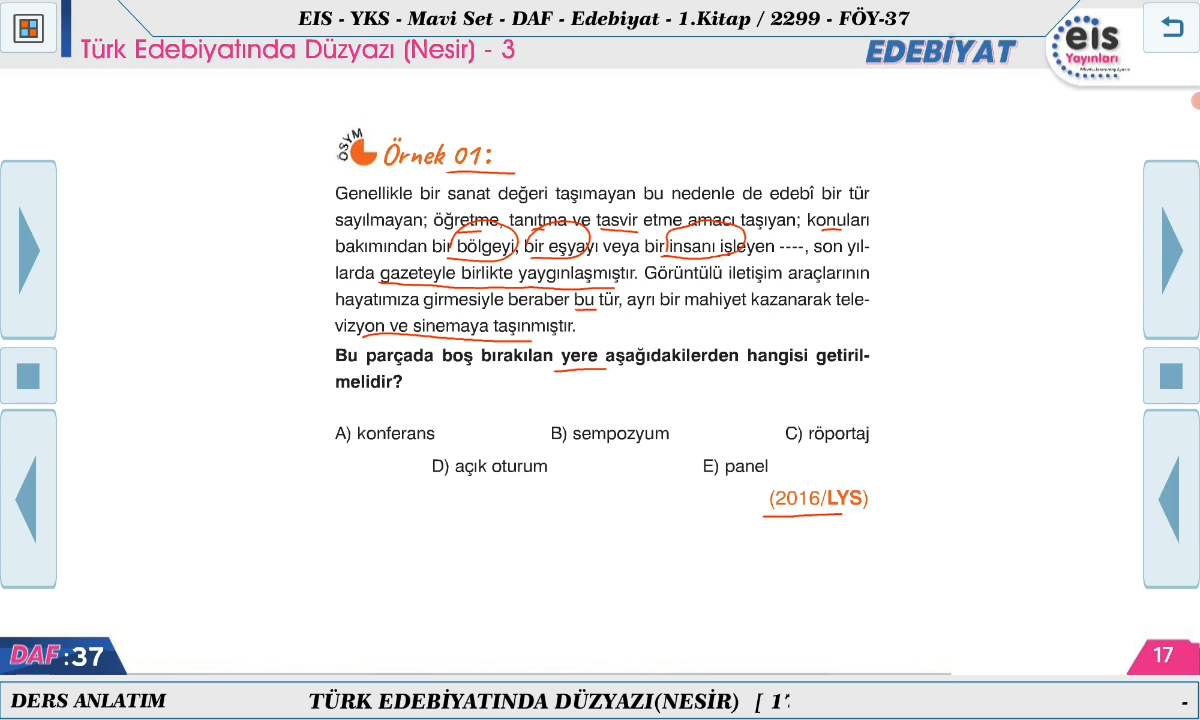 EIS - YKS - Mavi Set - DAF - Edebiyat - 1.Kitap / 2299 - FÖY-37
Türk Edebiyatında Düzyazı (Nesir) - 3
EDEBİYAT
eis
Yayınları
ÖSYM
Örnek 01:
Genellikle bir sanat değeri taşımayan bu nedenle de edebî bir tür
sayılmayan; öğretme, tanıtma ve tasvir etme amacı taşıyan; konuları
bakımından bir bölgeyi, bir eşyayı veya bir insanı işleyen ----, son yıl-
larda gazeteyle birlikte yaygınlaşmıştır. Görüntülü iletişim araçlarının
hayatımıza girmesiyle beraber bu tür, ayrı bir mahiyet kazanarak tele-
vizyon ve sinemaya taşınmıştır.
Bu parçada boş bırakılan yere aşağıdakilerden hangisi getiril-
melidir?
A) konferans B) sempozyum C) röportaj
D) açık oturum E) panel
(2016/LYS)
DAF:37
17
DERS ANLATIM TÜRK EDEBİYATINDA DÜZYAZI(NESİR) [ 17 -